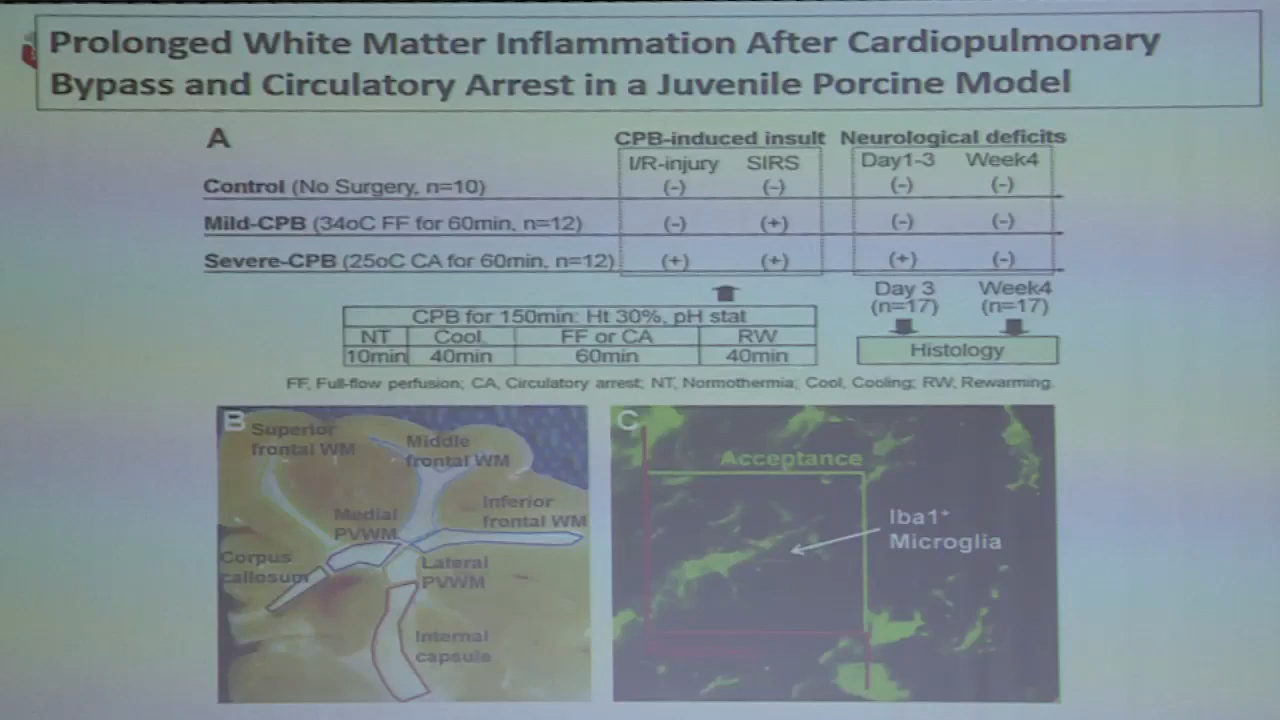 Prolonged White Matter Inflammation After Cardiopulmonary
Bypass and Circulatory Arrest in a Juvenile Porcine Model
A
CPB-induced insult Neurological deficits
I/R-injury SIRS Day1-3 Week4
Control (No Surgery, n=10) (-) (-) (-) (-)
Mild-CPB (34oC FF for 60min, n=12) (-) (+) (-) (-)
Severe-CPB (25oC CA for 60min, n=12) (+) (+) (+) (-)
Day 3 Week4
(n=17) (n=17)
CPB for 150min: Ht 30%, pH stat
NT Cool. FF or CA RW
10min 40min 60min 40min
Histology
FF, Full-flow perfusion; CA, Circulatory arrest; NT, Normothermia; Cool, Cooling; RW, Rewarming.
B
Superior
frontal WM
Middle
frontal WM
Inferior
frontal WM
Medial
PVWM
Corpus
callosum
Lateral
PVWM
Internal
capsule
C
Acceptance
Iba1+
Microglia